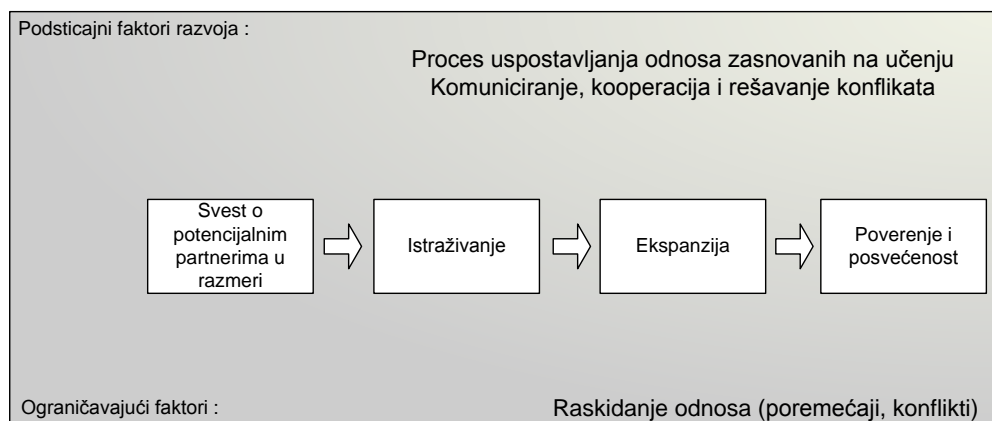 Podsticajni faktori razvoja :
Proces uspostavljanja odnosa zasnovanih na učenju
Komuniciranje, kooperacija i rešavanje konflikata
Svest o
potencijalnim
partnerima u
razmeri
Istraživanje
Ekspanzija
Poverenje i
posvećenost
Ograničavajući faktori :
Raskidanje odnosa (poremećaji, konflikti)